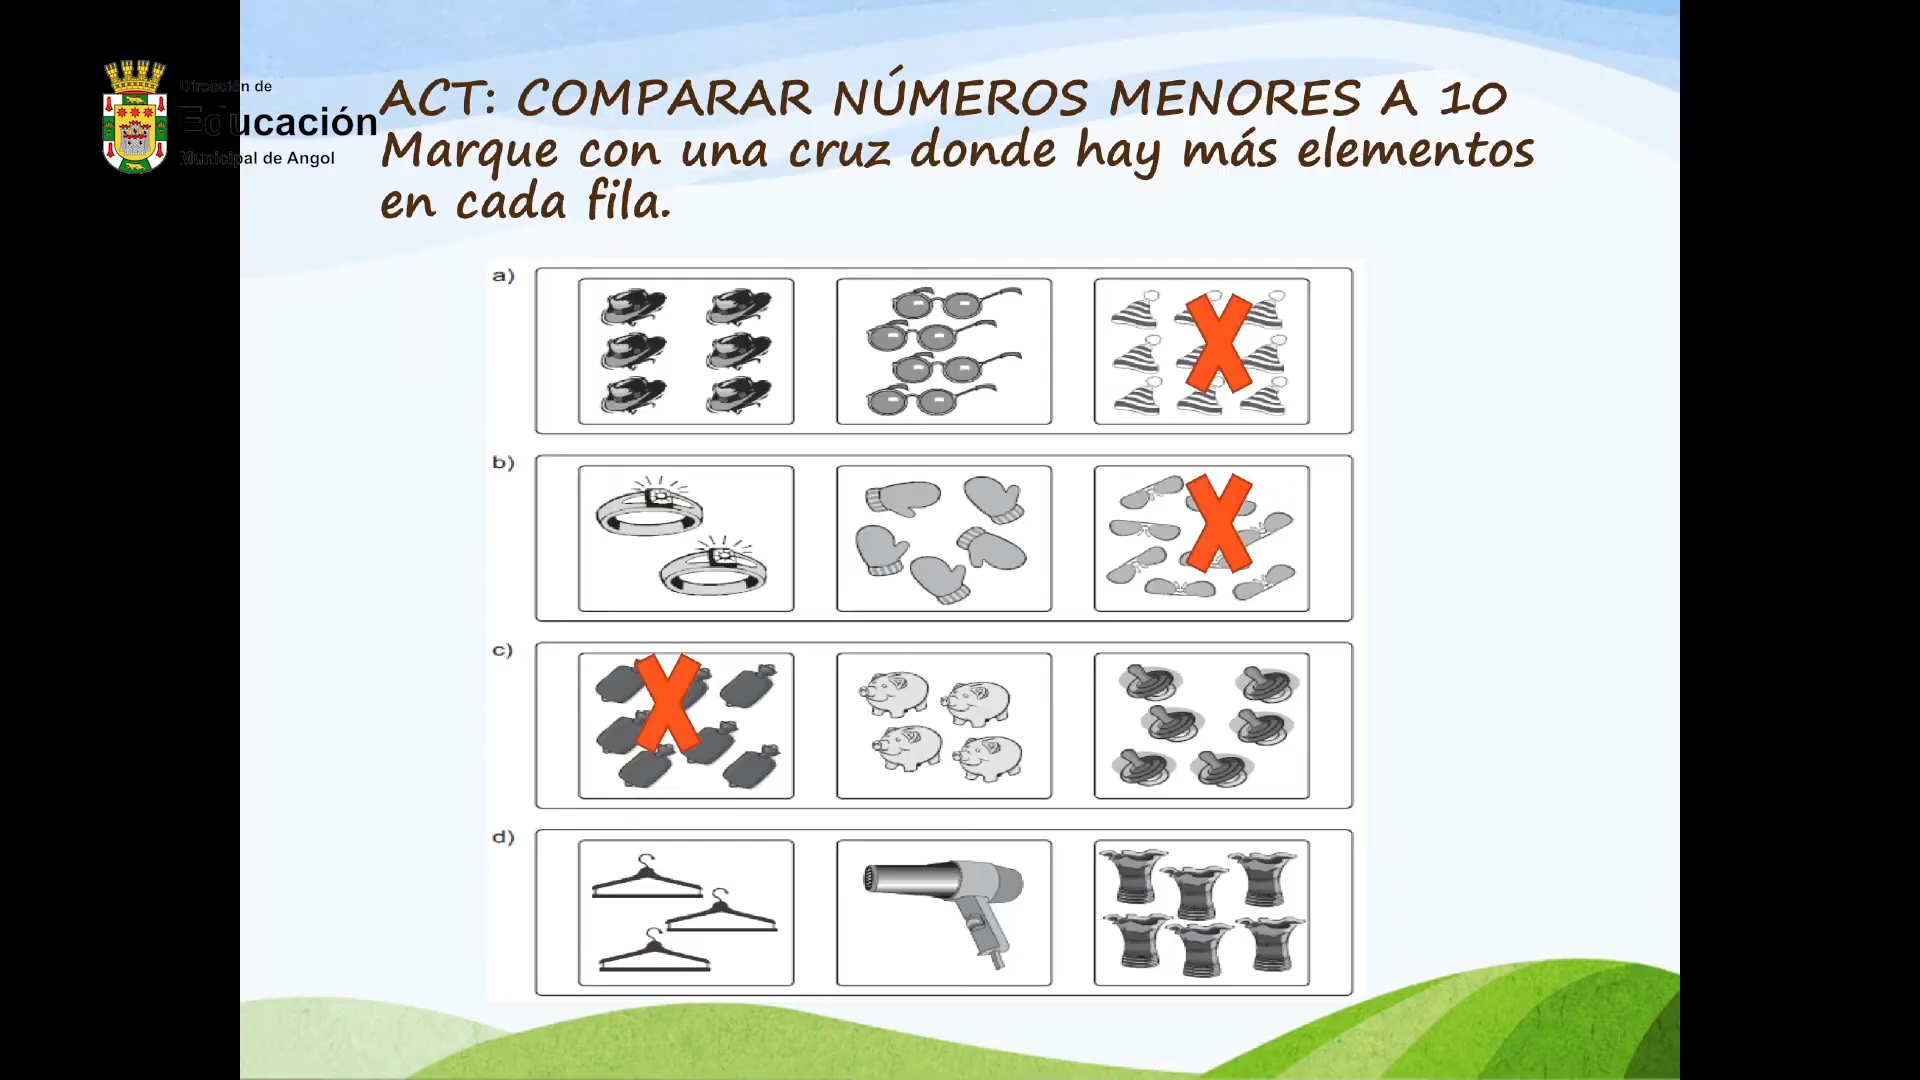 Dirección de
Educación
Municipal de Angol
ACT: COMPARAR NÚMEROS MENORES A 10
Marque con una cruz donde hay más elementos
en cada fila.
a)
b)
c)
d)